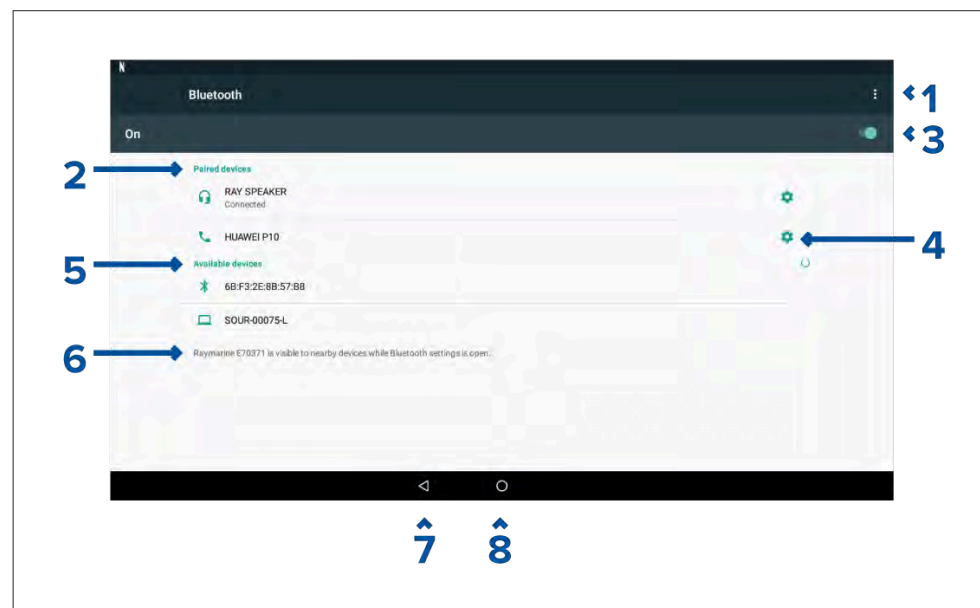 N
Bluetooth
1
On
3
2
Paired devices
RAY SPEAKER
Connected
HUAWEI P10
4
5
Available devices
6B:F3:2E:8B:57:B8
SOUR-00075-L
6
Raymarine E70371 is visible to nearby devices while Bluetooth settings is open.
7
8